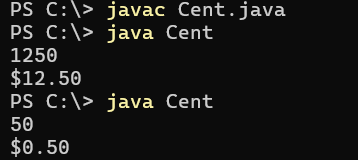 PS C:\> javac Cent.java
PS C:\> java Cent
1250
$12.50
PS C:\> java Cent
50
$0.50